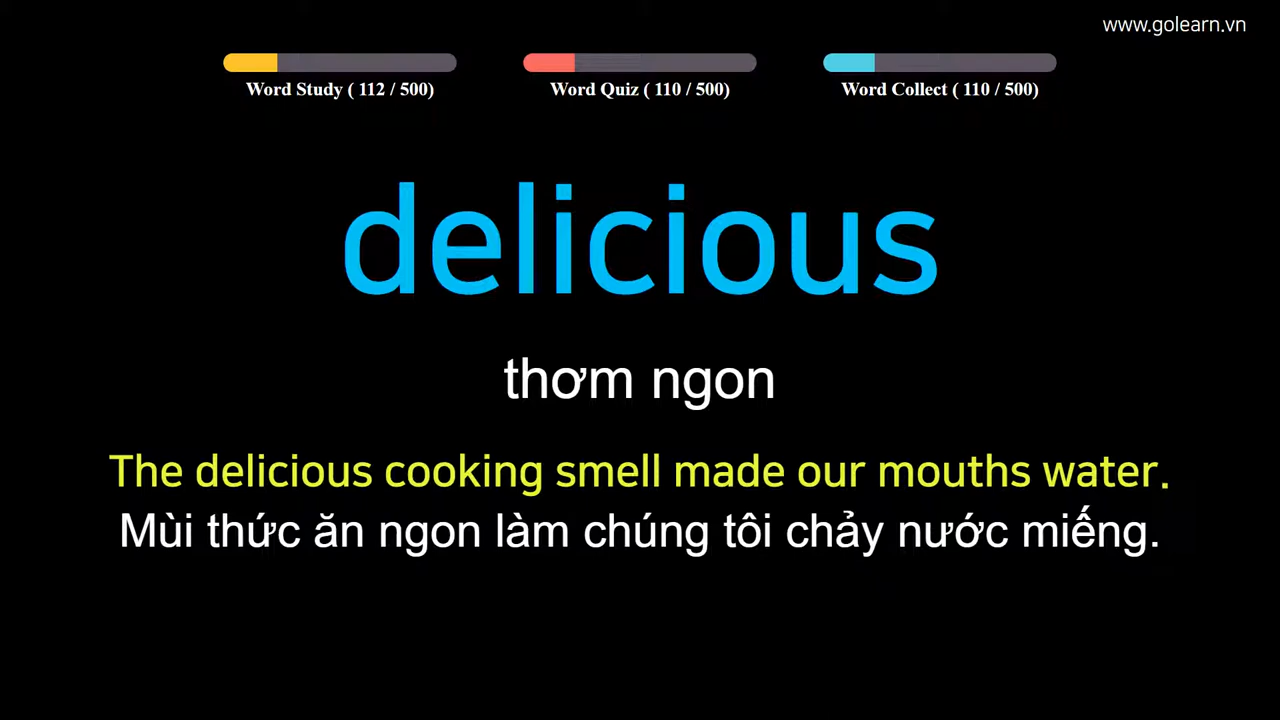 www.golearn.vn
Word Study ( 112 / 500)
Word Quiz ( 110 / 500)
Word Collect ( 110 / 500)
delicious
thơm ngon
The delicious cooking smell made our mouths water.
Mùi thức ăn ngon làm chúng tôi chảy nước miếng.